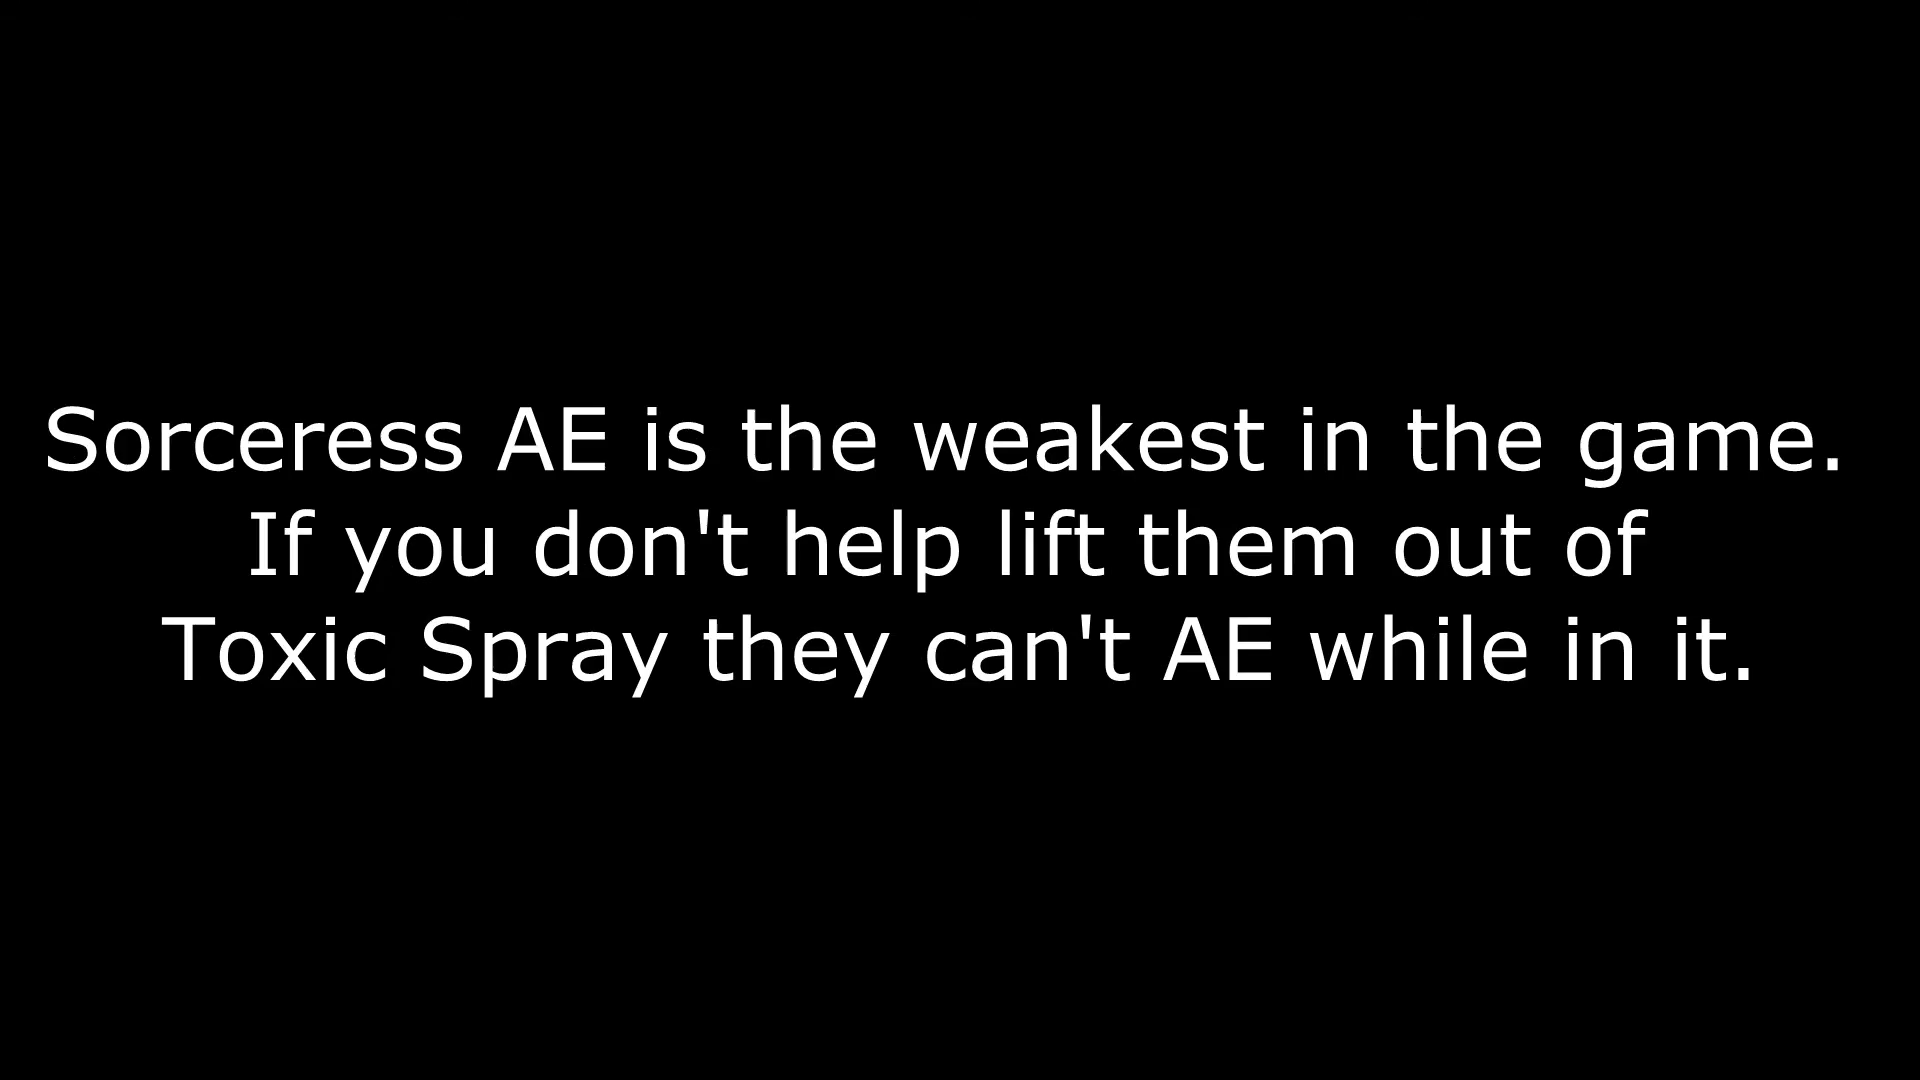 Sorceress AE is the weakest in the game.
If you don't help lift them out of
Toxic Spray they can't AE while in it.